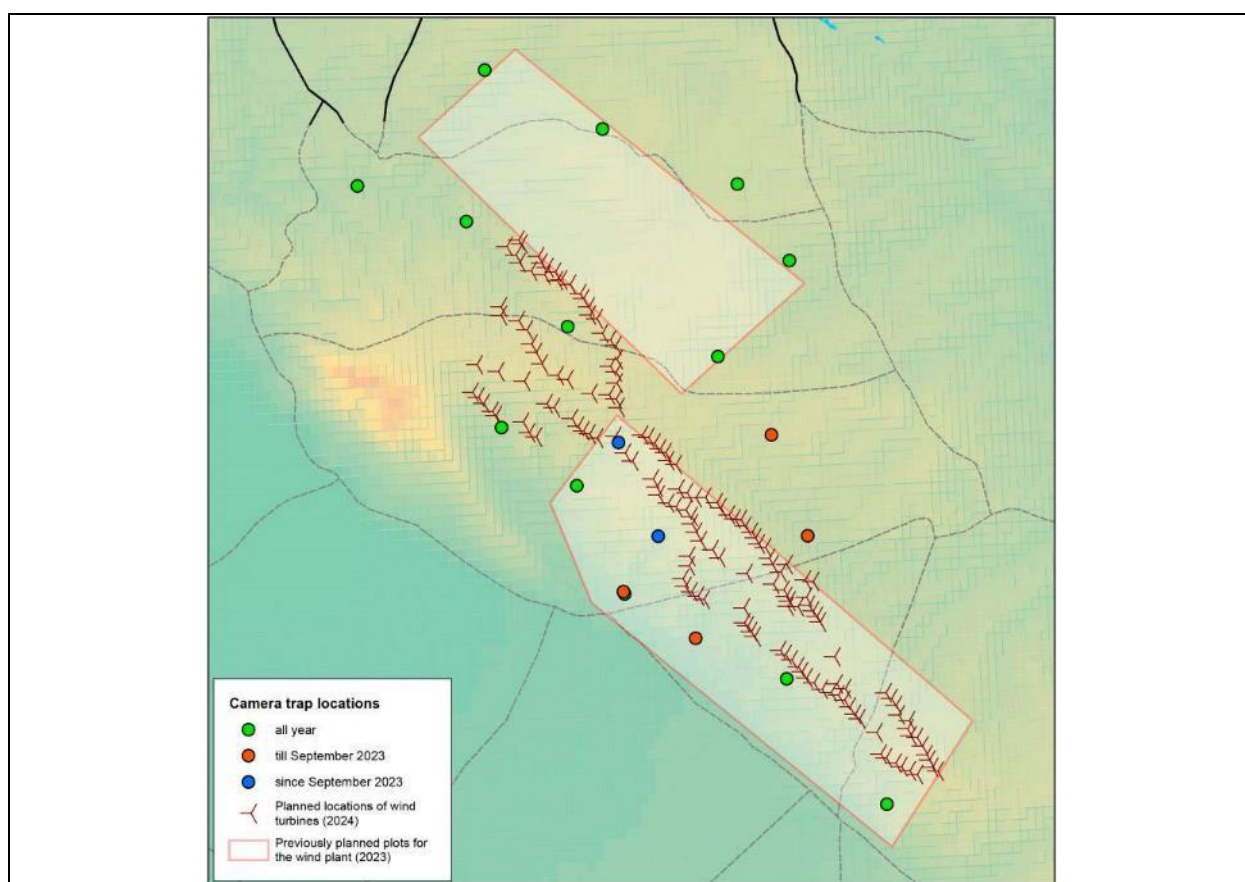 Camera trap locations
all year
till September 2023
since September 2023
Planned locations of wind
turbines (2024)
Previously planned plots for
the wind plant (2023)